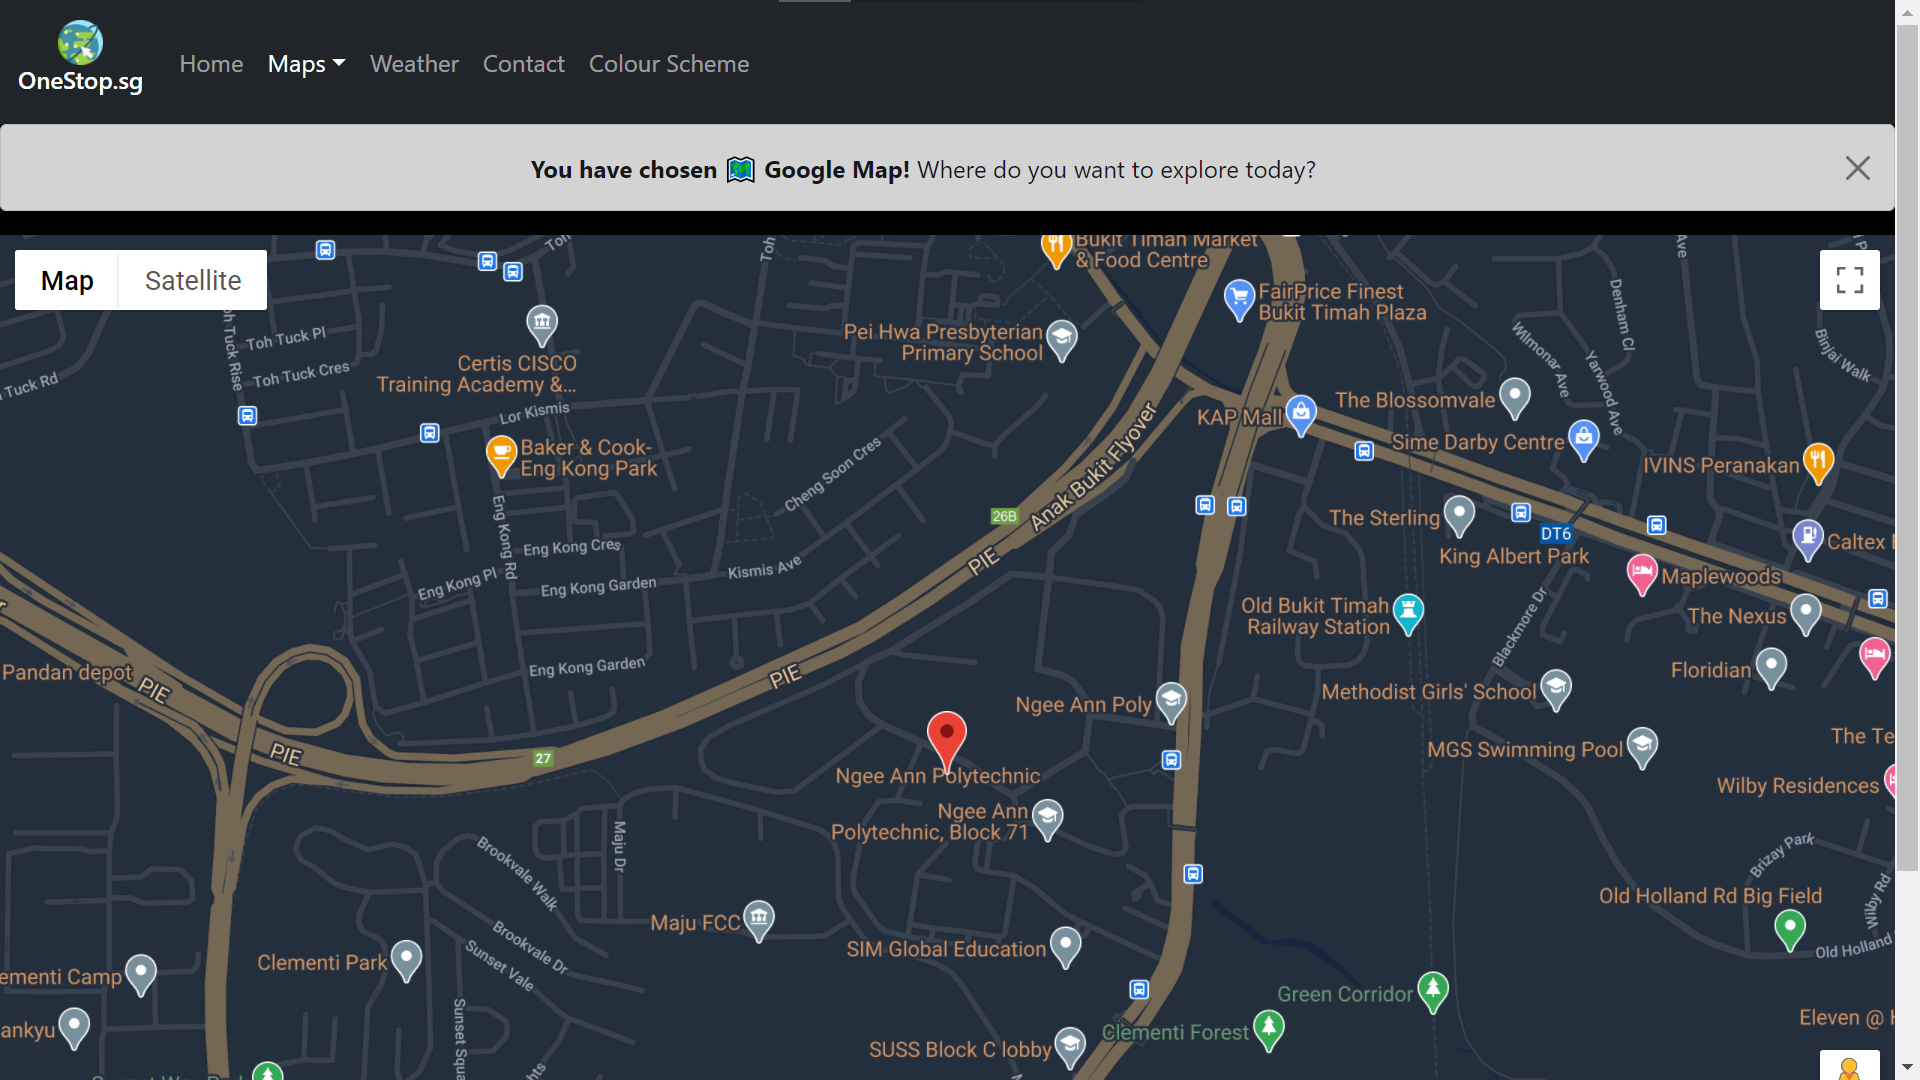 OneStop.sg
Home
Maps
Weather
Contact
Colour Scheme
You have chosen Google Map! Where do you want to explore today?
Map
Satellite
Toh
Toh
Bukit Timah Market
& Food Centre
FairPrice Finest
Bukit Timah Plaza
Ave
Denham Cl
Toh Tuck Rise
Toh Tuck Pl
Toh Tuck Cres
Tuck Rd
Certis CISCO
Training Academy &...
Pei Hwa Presbyterian
Primary School
Wilmonar Ave
Yarwood Ave
Binjai Walk
Lor Kismis
KAP Mall
The Blossomvale
Sime Darby Centre
IVINS Peranakan
Baker & Cook-
Eng Kong Park
Cheng Soon Cres
Anak Bukit Flyover
26B
Eng Kong Rd
Eng Kong Cres
Eng Kong Pl
Eng Kong Garden
Kismis Ave
PIE
The Sterling
DT6
King Albert Park
Caltex
Maplewoods
The Nexus
Old Bukit Timah
Railway Station
Blackmore Dr
Floridian
Eng Kong Garden
Pandan depot
PIE
PIE
PIE
27
Ngee Ann Poly
Methodist Girls' School
MGS Swimming Pool
The Te
Wilby Residences
Ngee Ann Polytechnic
Ngee Ann
Polytechnic, Block 71
Maju Dr
Brookvale Walk
Brookvale Dr
Sunset Vale
Brizay Park
Wilby Rd
Old Holland Rd Big Field
Old Holland
Maju FCC
SIM Global Education
Clementi Park
ementi Camp
ankyu
Green Corridor
Clementi Forest
SUSS Block C lobby
Sunset Squa
Eleven @